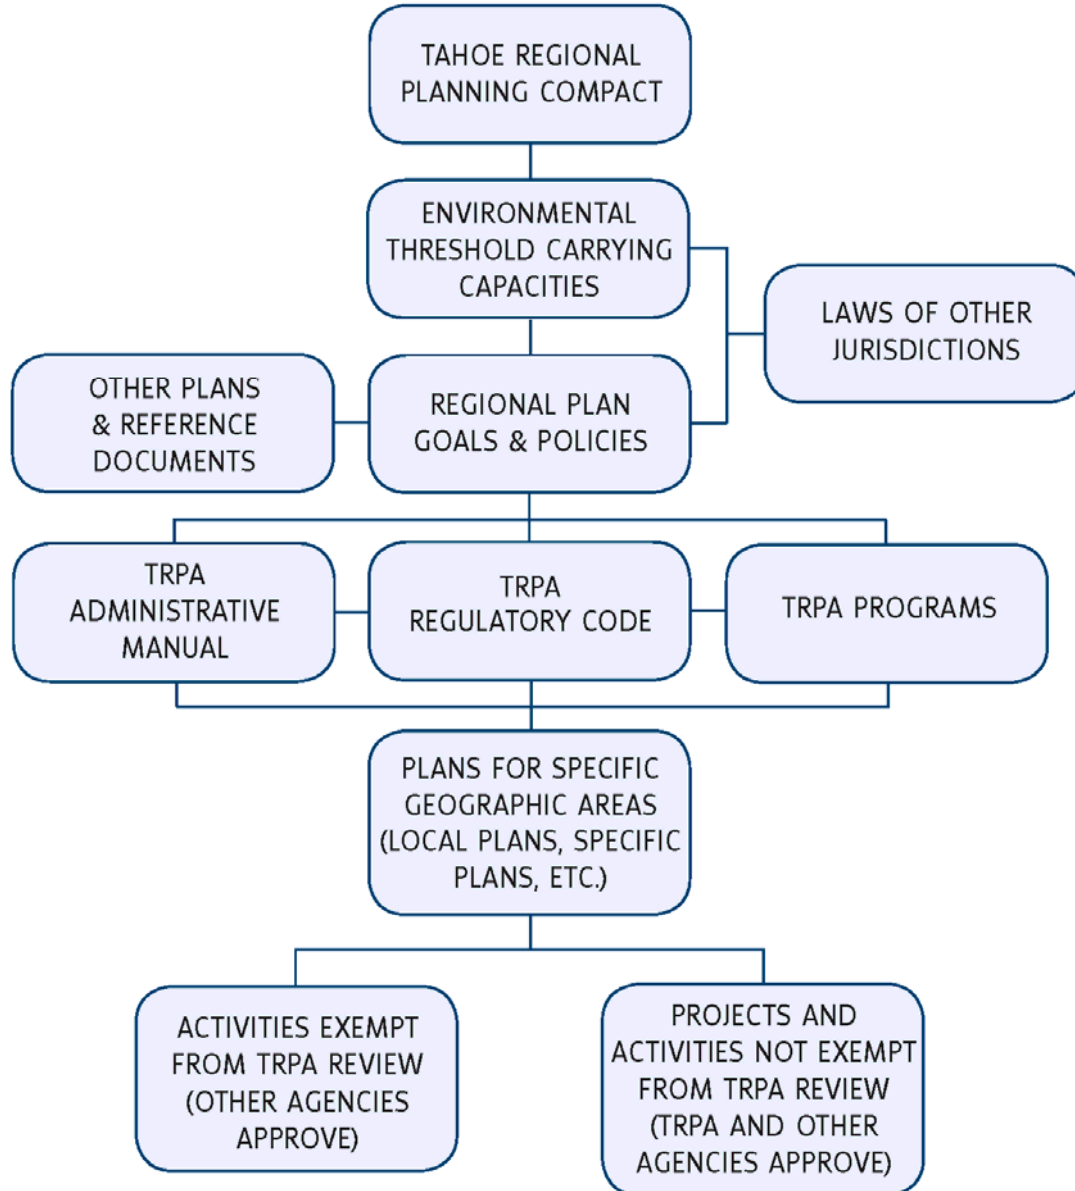 TAHOE REGIONAL
PLANNING COMPACT
ENVIRONMENTAL
THRESHOLD CARRYING
CAPACITIES
LAWS OF OTHER
JURISDICTIONS
OTHER PLANS
& REFERENCE
DOCUMENTS
REGIONAL PLAN
GOALS & POLICIES
TRPA
ADMINISTRATIVE
MANUAL
TRPA
REGULATORY CODE
TRPA PROGRAMS
PLANS FOR SPECIFIC
GEOGRAPHIC AREAS
(LOCAL PLANS, SPECIFIC
PLANS, ETC.)
ACTIVITIES EXEMPT
FROM TRPA REVIEW
(OTHER AGENCIES
APPROVE)
PROJECTS AND
ACTIVITIES NOT EXEMPT
FROM TRPA REVIEW
(TRPA AND OTHER
AGENCIES APPROVE)